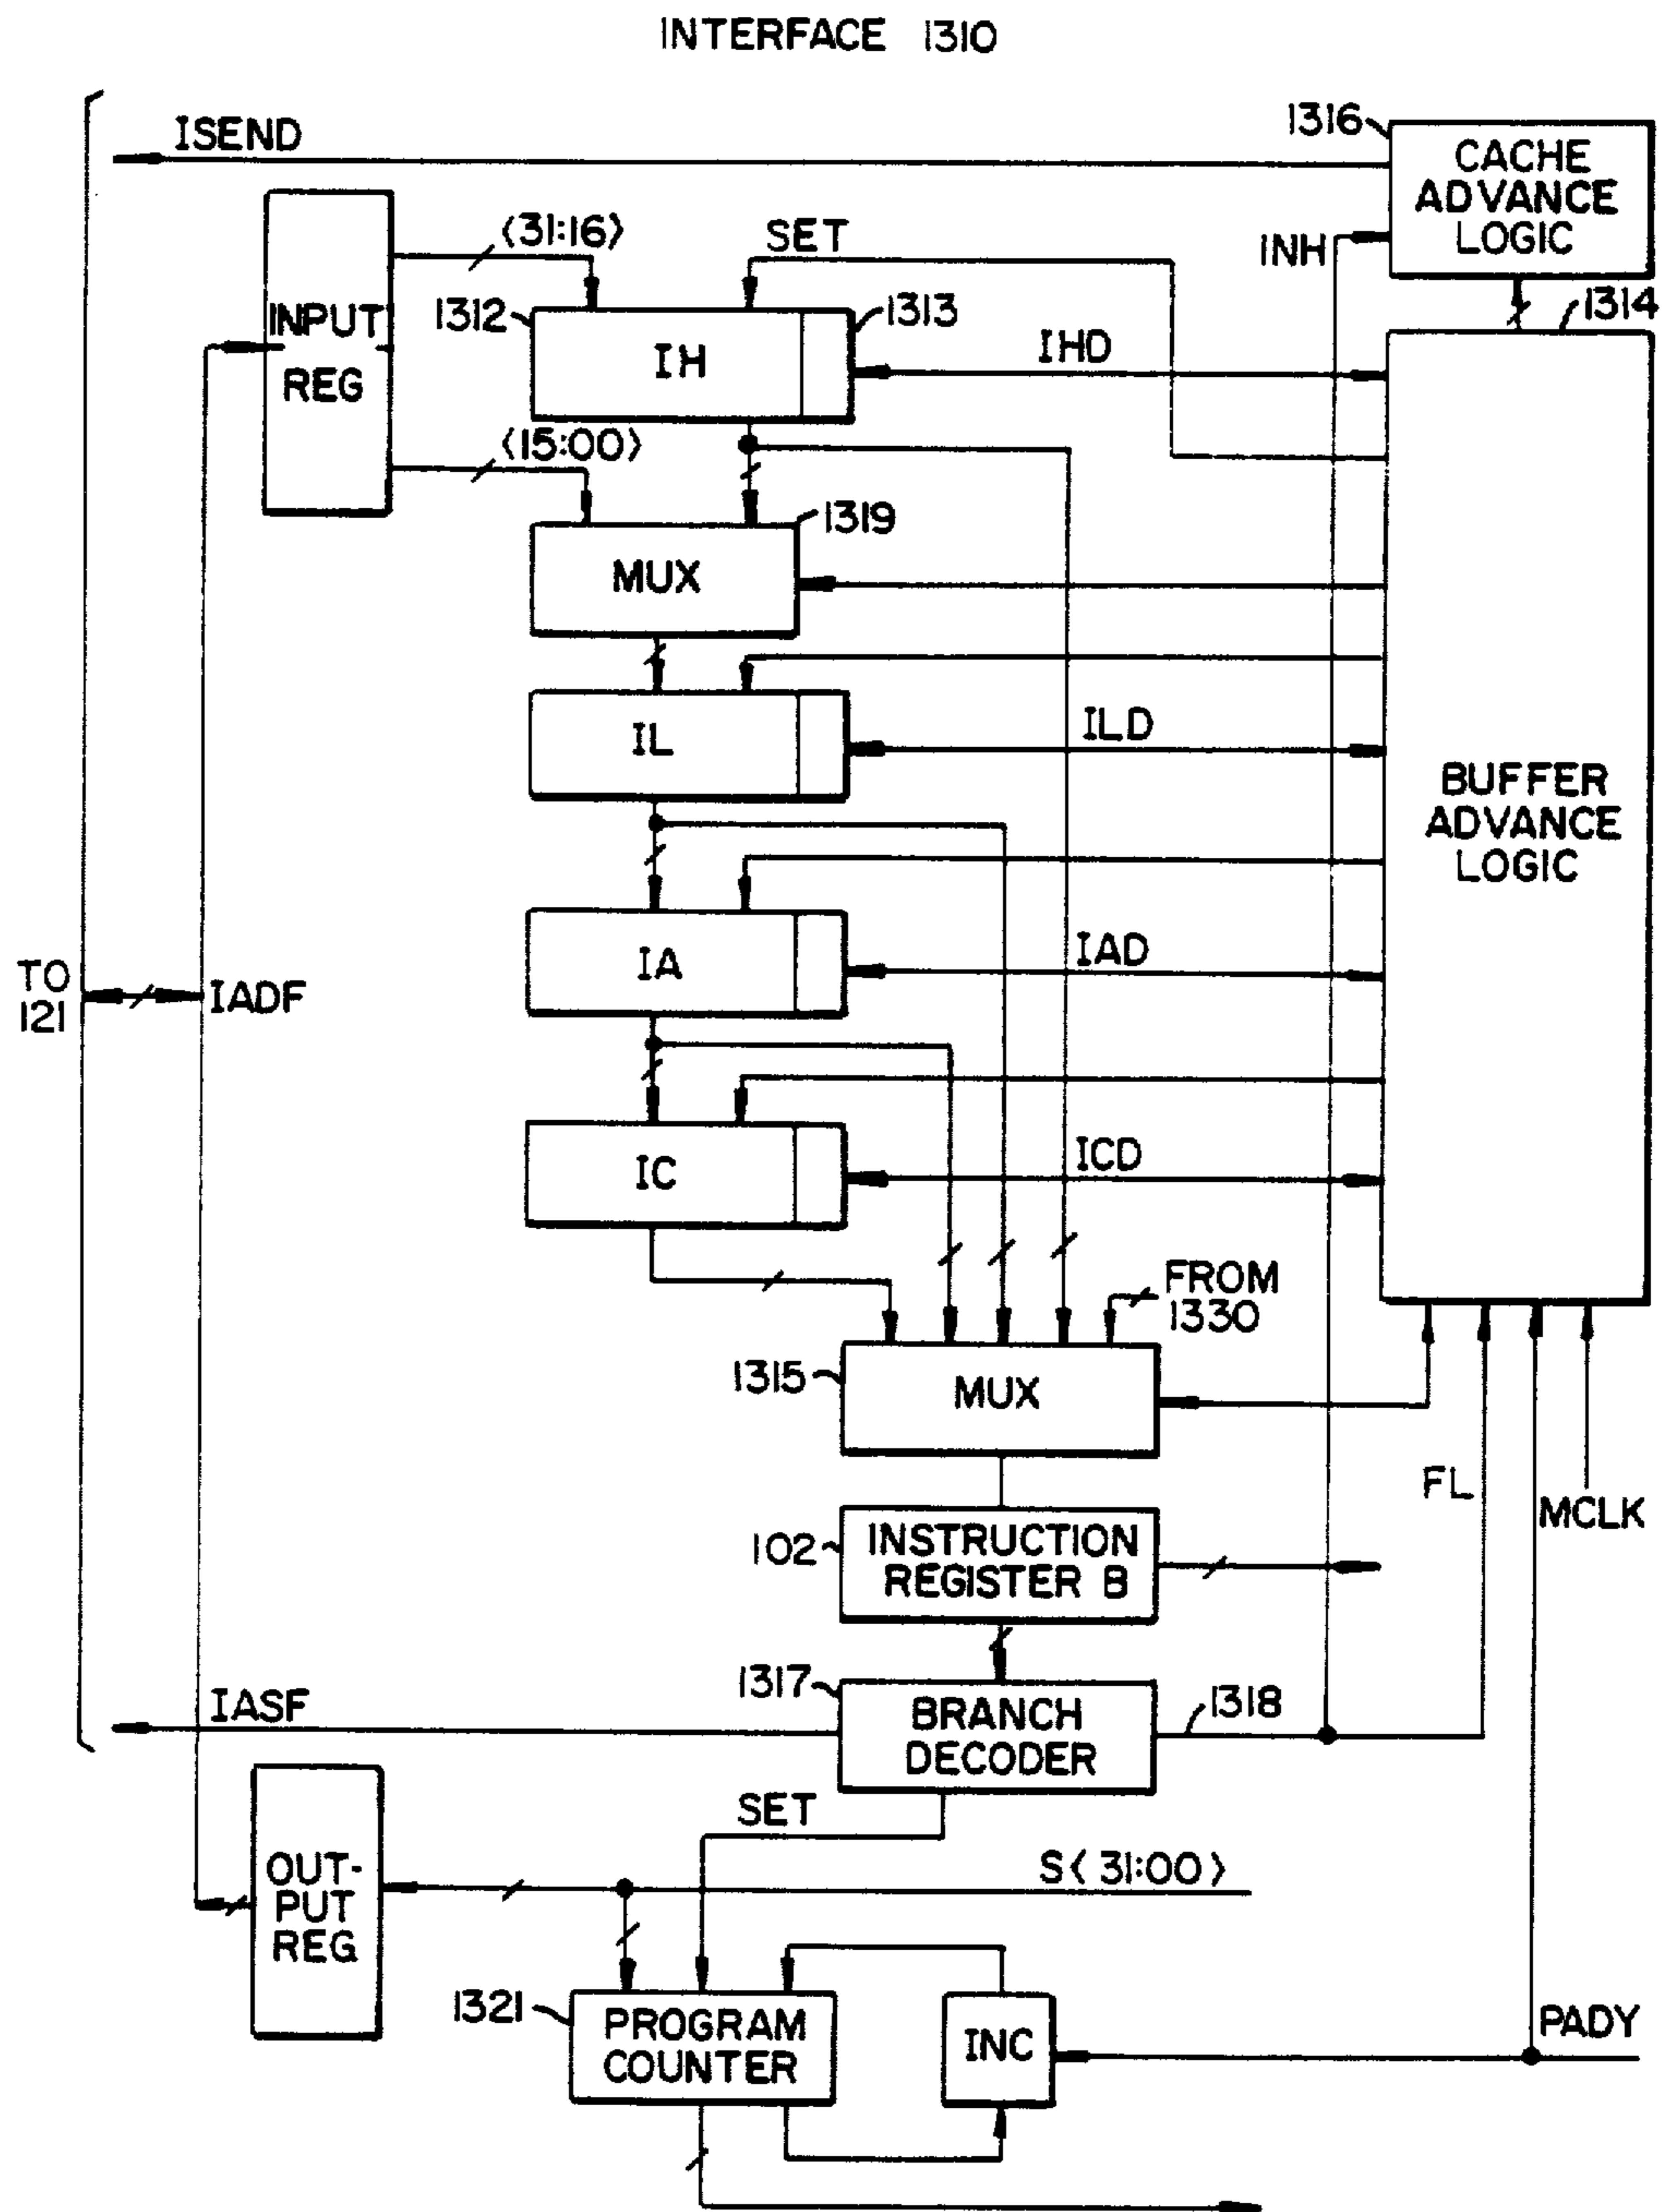 INTERFACE 1310
ISEND
1316
CACHE
ADVANCE
LOGIC
<31:16>
SET
INH
1314
INPUT
REG
1312
IH
1313
IHD
<15:00>
1319
MUX
IL
ILD
BUFFER
ADVANCE
LOGIC
IA
IAD
TO
121
IADF
IC
ICD
FROM
1330
1315
MUX
FL
MCLK
102
INSTRUCTION
REGISTER B
1317
1318
IASF
BRANCH
DECODER
SET
S<31:00>
OUT-
PUT
REG
1321
PROGRAM
COUNTER
INC
PADY